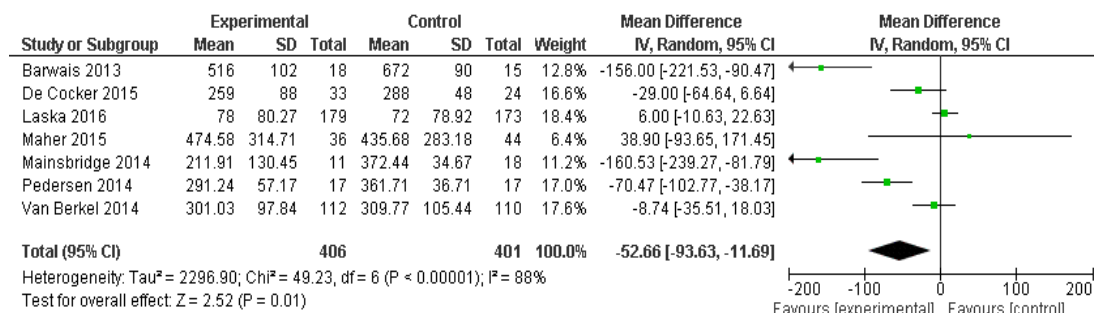 Experimental Control Mean Difference Mean Difference
Study or Subgroup Mean SD Total Mean SD Total Weight IV, Random, 95% CI IV, Random, 95% CI
Barwais 2013 516 102 18 672 90 15 12.8% -156.00 [-221.53, -90.47]
De Cocker 2015 259 88 33 288 48 24 16.6% -29.00 [-64.64, 6.64]
Laska 2016 78 80.27 179 72 78.92 173 18.4% 6.00 [-10.63, 22.63]
Maher 2015 474.58 314.71 36 435.68 283.18 44 6.4% 38.90 [-93.65, 171.45]
Mainsbridge 2014 211.91 130.45 11 372.44 34.67 18 11.2% -160.53 [-239.27, -81.79]
Pedersen 2014 291.24 57.17 17 361.71 36.71 17 17.0% -70.47 [-102.77, -38.17]
Van Berkel 2014 301.03 97.84 112 309.77 105.44 110 17.6% -8.74 [-35.51, 18.03]
Total (95% CI) 406 401 100.0% -52.66 [-93.63, -11.69]
Heterogeneity: Tau² = 2296.90; Chi² = 49.23, df = 6 (P < 0.00001); I² = 88%
Test for overall effect: Z = 2.52 (P = 0.01)
-200 -100 0 100 200
Favours [experimental] Favours [control]